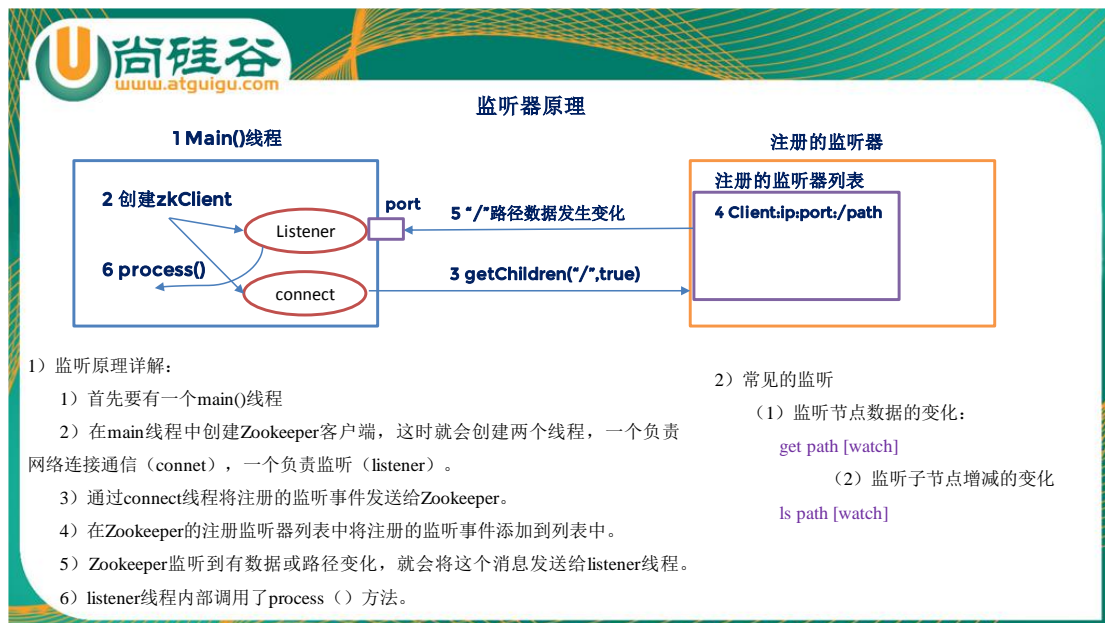 尚硅谷
www.atguigu.com
监听器原理
1 Main()线程
注册的监听器
2 创建zkClient
port
5 “/”路径数据发生变化
注册的监听器列表
4 Client:ip:port:/path
Listener
6 process()
3 getChildren(“/”,true)
connect
1）监听原理详解：
1）首先要有一个main()线程
2）在main线程中创建Zookeeper客户端，这时就会创建两个线程，一个负责
网络连接通信（connet），一个负责监听（listener）。
3）通过connect线程将注册的监听事件发送给Zookeeper。
4）在Zookeeper的注册监听器列表中将注册的监听事件添加到列表中。
5）Zookeeper监听到有数据或路径变化，就会将这个消息发送给listener线程。
6）listener线程内部调用了process（）方法。
2）常见的监听
（1）监听节点数据的变化：
get path [watch]
（2）监听子节点增减的变化
ls path [watch]